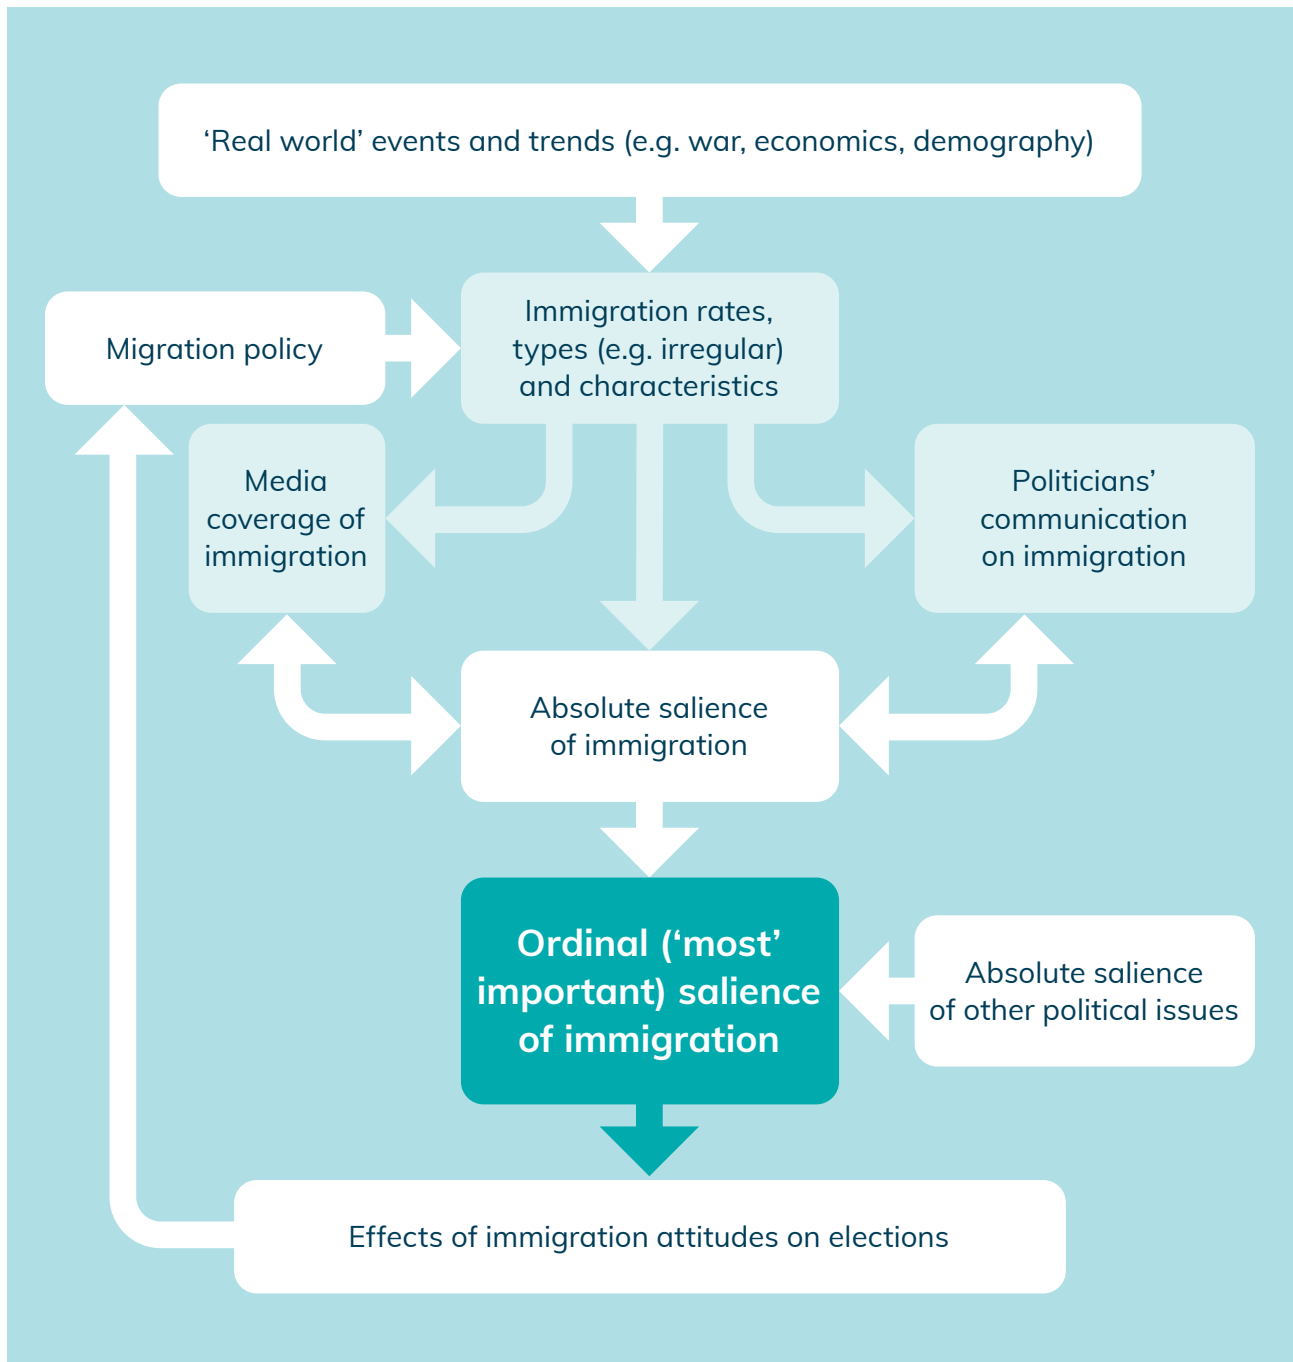 ‘Real world’ events and trends (e.g. war, economics, demography)
Migration policy
Immigration rates,
types (e.g. irregular)
and characteristics
Media
coverage of
immigration
Politicians’
communication
on immigration
Absolute salience
of immigration
Ordinal (‘most’
important) salience
of immigration
Absolute salience
of other political issues
Effects of immigration attitudes on elections